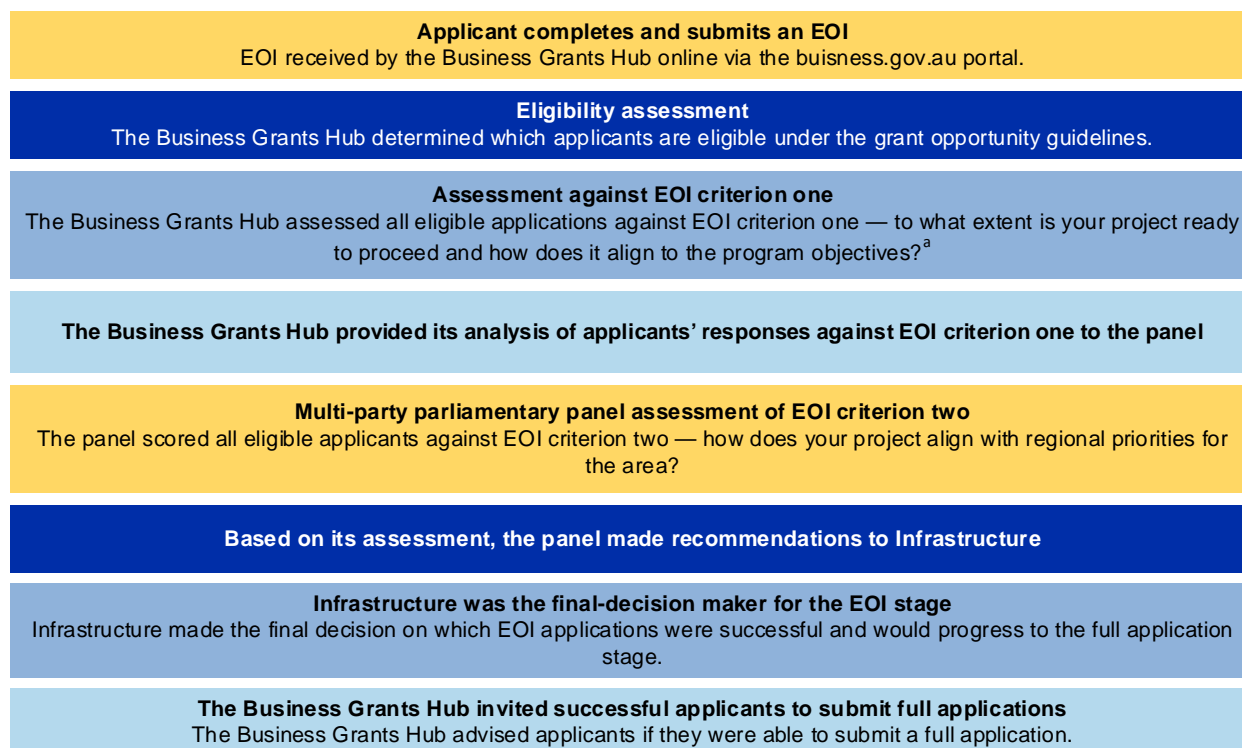 Applicant completes and submits an EOI
EOI received by the Business Grants Hub online via the buisness.gov.au portal.
Eligibility assessment
The Business Grants Hub determined which applicants are eligible under the grant opportunity guidelines.
Assessment against EOI criterion one
The Business Grants Hub assessed all eligible applications against EOI criterion one — to what extent is your project ready
to proceed and how does it align to the program objectives?a
The Business Grants Hub provided its analysis of applicants’ responses against EOI criterion one to the panel
Multi-party parliamentary panel assessment of EOI criterion two
The panel scored all eligible applicants against EOI criterion two — how does your project align with regional priorities for
the area?
Based on its assessment, the panel made recommendations to Infrastructure
Infrastructure was the final-decision maker for the EOI stage
Infrastructure made the final decision on which EOI applications were successful and would progress to the full application
stage.
The Business Grants Hub invited successful applicants to submit full applications
The Business Grants Hub advised applicants if they were able to submit a full application.